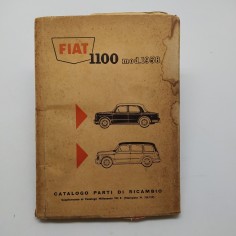 FIAT 1100 mod. 1958
CATALOGO PARTI DI RICAMBIO